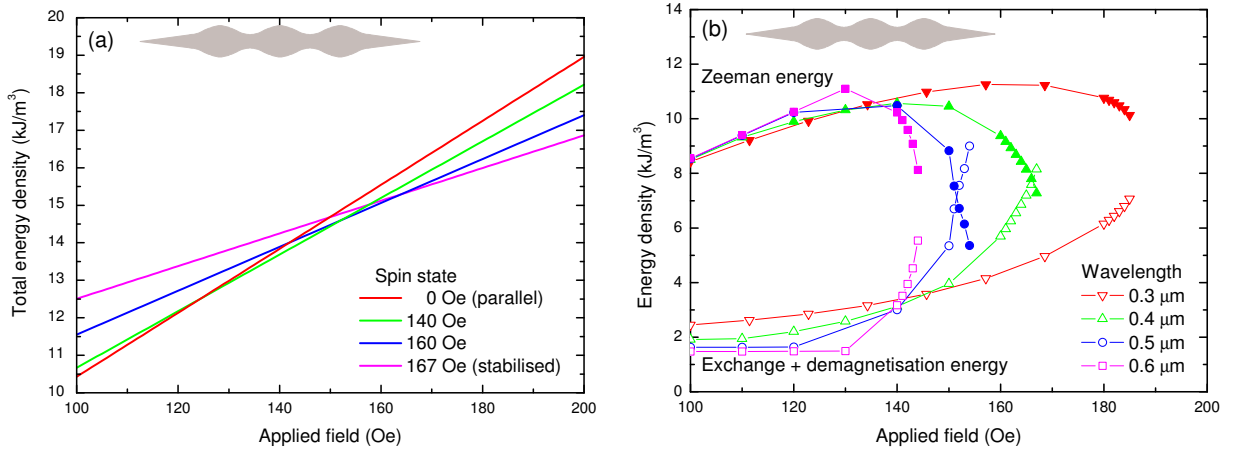 (a)
Total energy density (kJ/m³)
20
19
18
17
16
15
14
13
12
11
10
Spin state
0 Oe (parallel)
140 Oe
160 Oe
167 Oe (stabilised)
100 120 140 160 180 200
Applied field (Oe)
(b)
Energy density (kJ/m³)
14
12
10
8
6
4
2
0
Zeeman energy
Exchange + demagnetisation energy
Wavelength
0.3 μm
0.4 μm
0.5 μm
0.6 μm
100 120 140 160 180 200
Applied field (Oe)